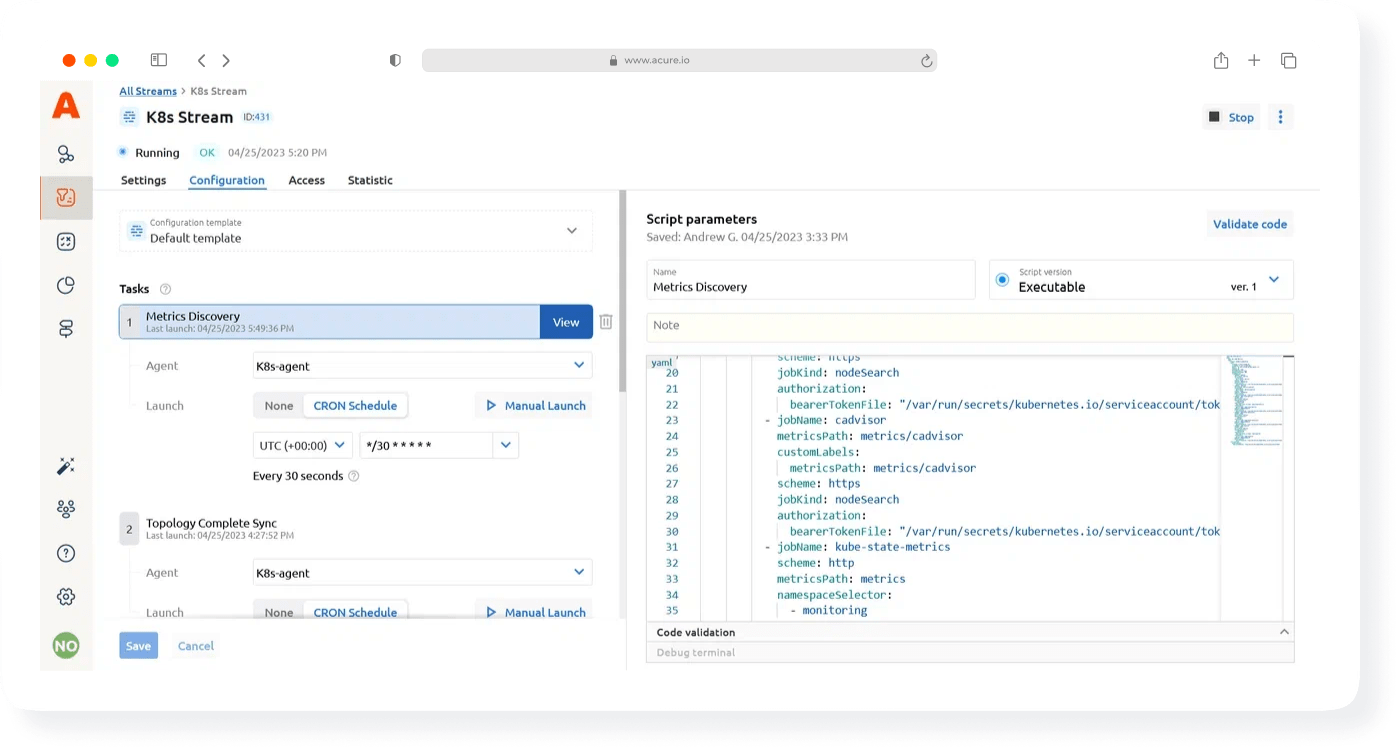 www.acure.io
A
All Streams > K8s Stream
K8s Stream ID:431
Stop
Running OK 04/25/2023 5:20 PM
Settings Configuration Access Statistic
Configuration template
Default template
Tasks
1
Metrics Discovery
Last launch: 04/25/2023 5:49:36 PM
View
Agent K8s-agent
Launch None CRON Schedule Manual Launch
UTC (+00:00) */30 * * * * *
Every 30 seconds
2
Topology Complete Sync
Last launch: 04/25/2023 4:27:52 PM
Agent K8s-agent
Launch None CRON Schedule Manual Launch
NO
Save Cancel
Script parameters
Saved: Andrew G. 04/25/2023 3:33 PM
Validate code
Name
Metrics Discovery
Script version
Executable
ver. 1
Note
yaml
scheme: https
20 jobKind: nodeSearch
21 authorization:
22 bearerTokenFile: "/var/run/secrets/kubernetes.io/serviceaccount/tok
23 - jobName: cadvisor
24 metricsPath: metrics/cadvisor
25 customLabels:
26 metricsPath: metrics/cadvisor
27 scheme: https
28 jobKind: nodeSearch
29 authorization:
30 bearerTokenFile: "/var/run/secrets/kubernetes.io/serviceaccount/tok
31 - jobName: kube-state-metrics
32 scheme: http
33 metricsPath: metrics
34 namespaceSelector:
35 - monitoring
Code validation
Debug terminal